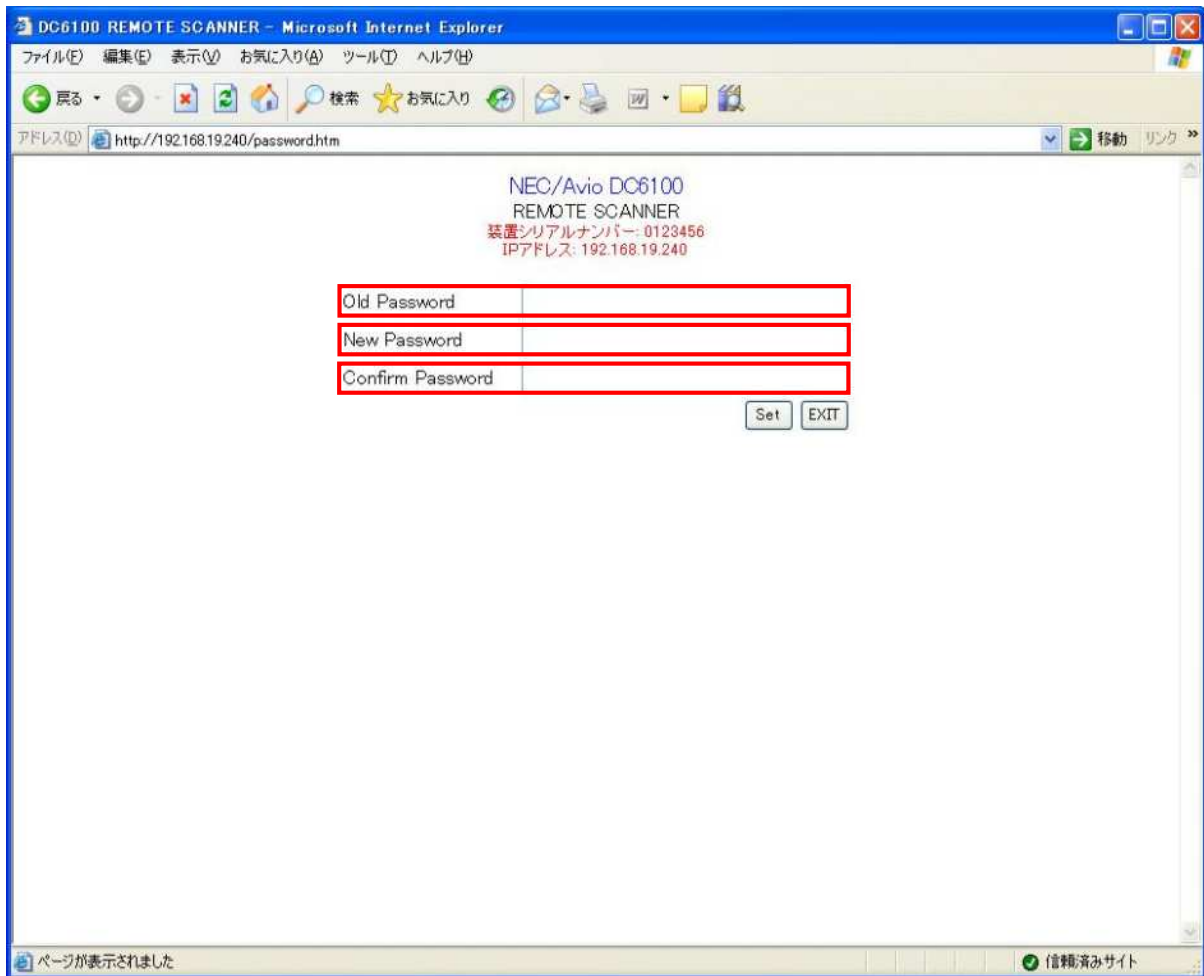 DC6100 REMOTE SCANNER - Microsoft Internet Explorer
ファイル(F) 編集(E) 表示(V) お気に入り(A) ツール(T) ヘルプ(H)
戻る 検索 お気に入り
アドレス(D) http://192.168.19.240/password.htm 移動 リンク »
NEC/Avio DC6100
REMOTE SCANNER
装置シリアルナンバー: 0123456
IPアドレス: 192.168.19.240
Old Password
New Password
Confirm Password
Set EXIT
ページが表示されました 信頼済みサイト